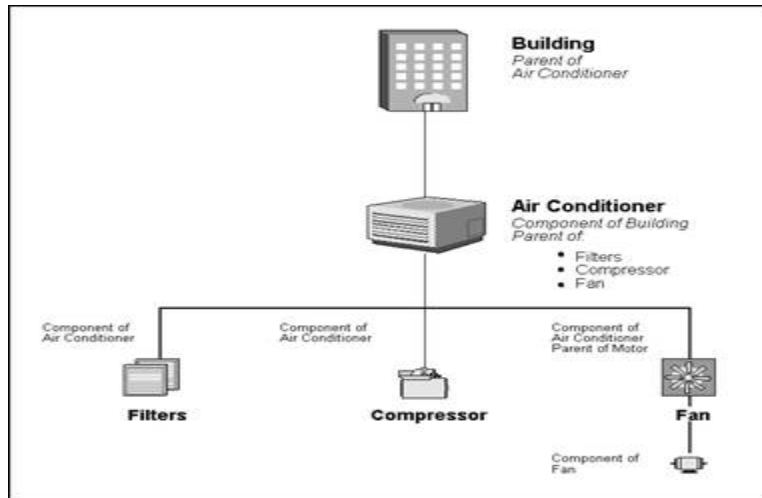 Building
Parent of
Air Conditioner
Air Conditioner
Component of Building
Parent of:
• Filters
• Compressor
• Fan
Component of
Air Conditioner
Component of
Air Conditioner
Component of
Air Conditioner
Parent of Motor
Filters
Compressor
Fan
Component of
Fan